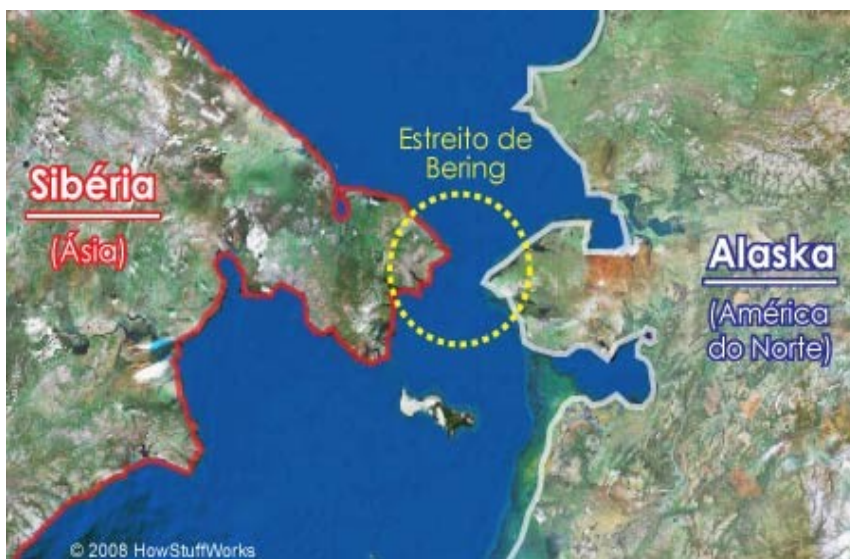 Estreito de
Bering
Sibéria
(Ásia)
Alaska
(América
do Norte)
© 2008 HowStuffWorks